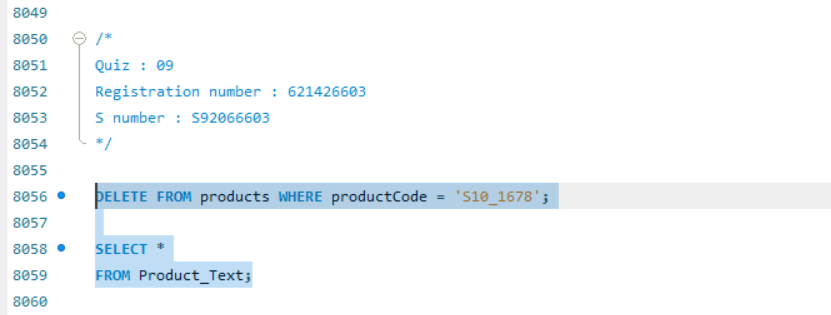 8049
8050 /*
8051 Quiz : 09
8052 Registration number : 621426603
8053 S number : S92066603
8054 */
8055
8056 DELETE FROM products WHERE productCode = 'S10_1678';
8057
8058 SELECT *
8059 FROM Product_Text;
8060